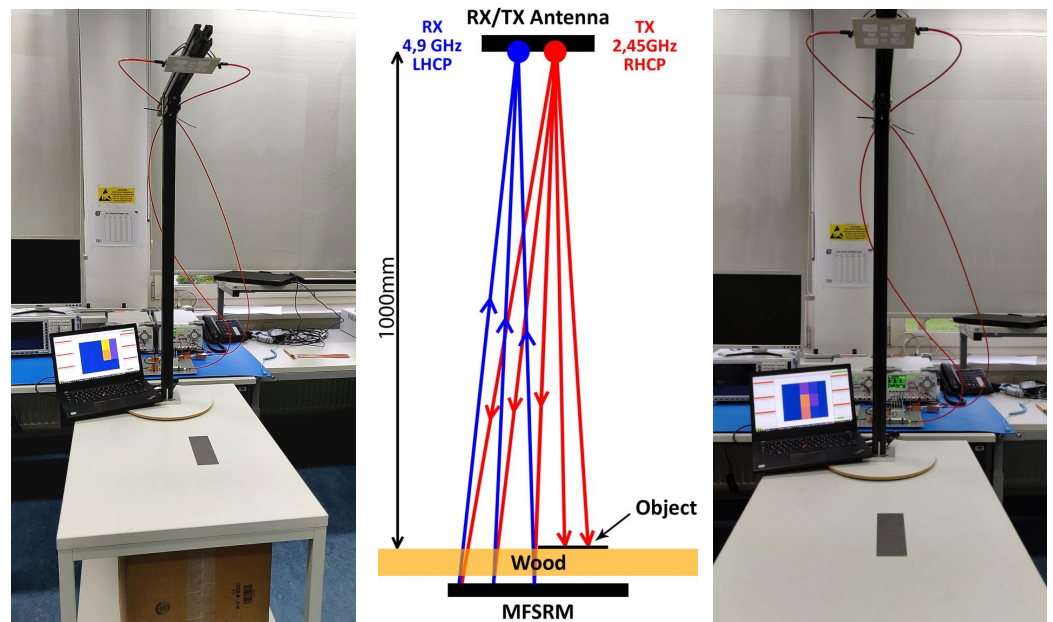 RX/TX Antenna
RX
4,9 GHz
LHCP
TX
2,45GHz
RHCP
1000mm
Object
Wood
MFSRM